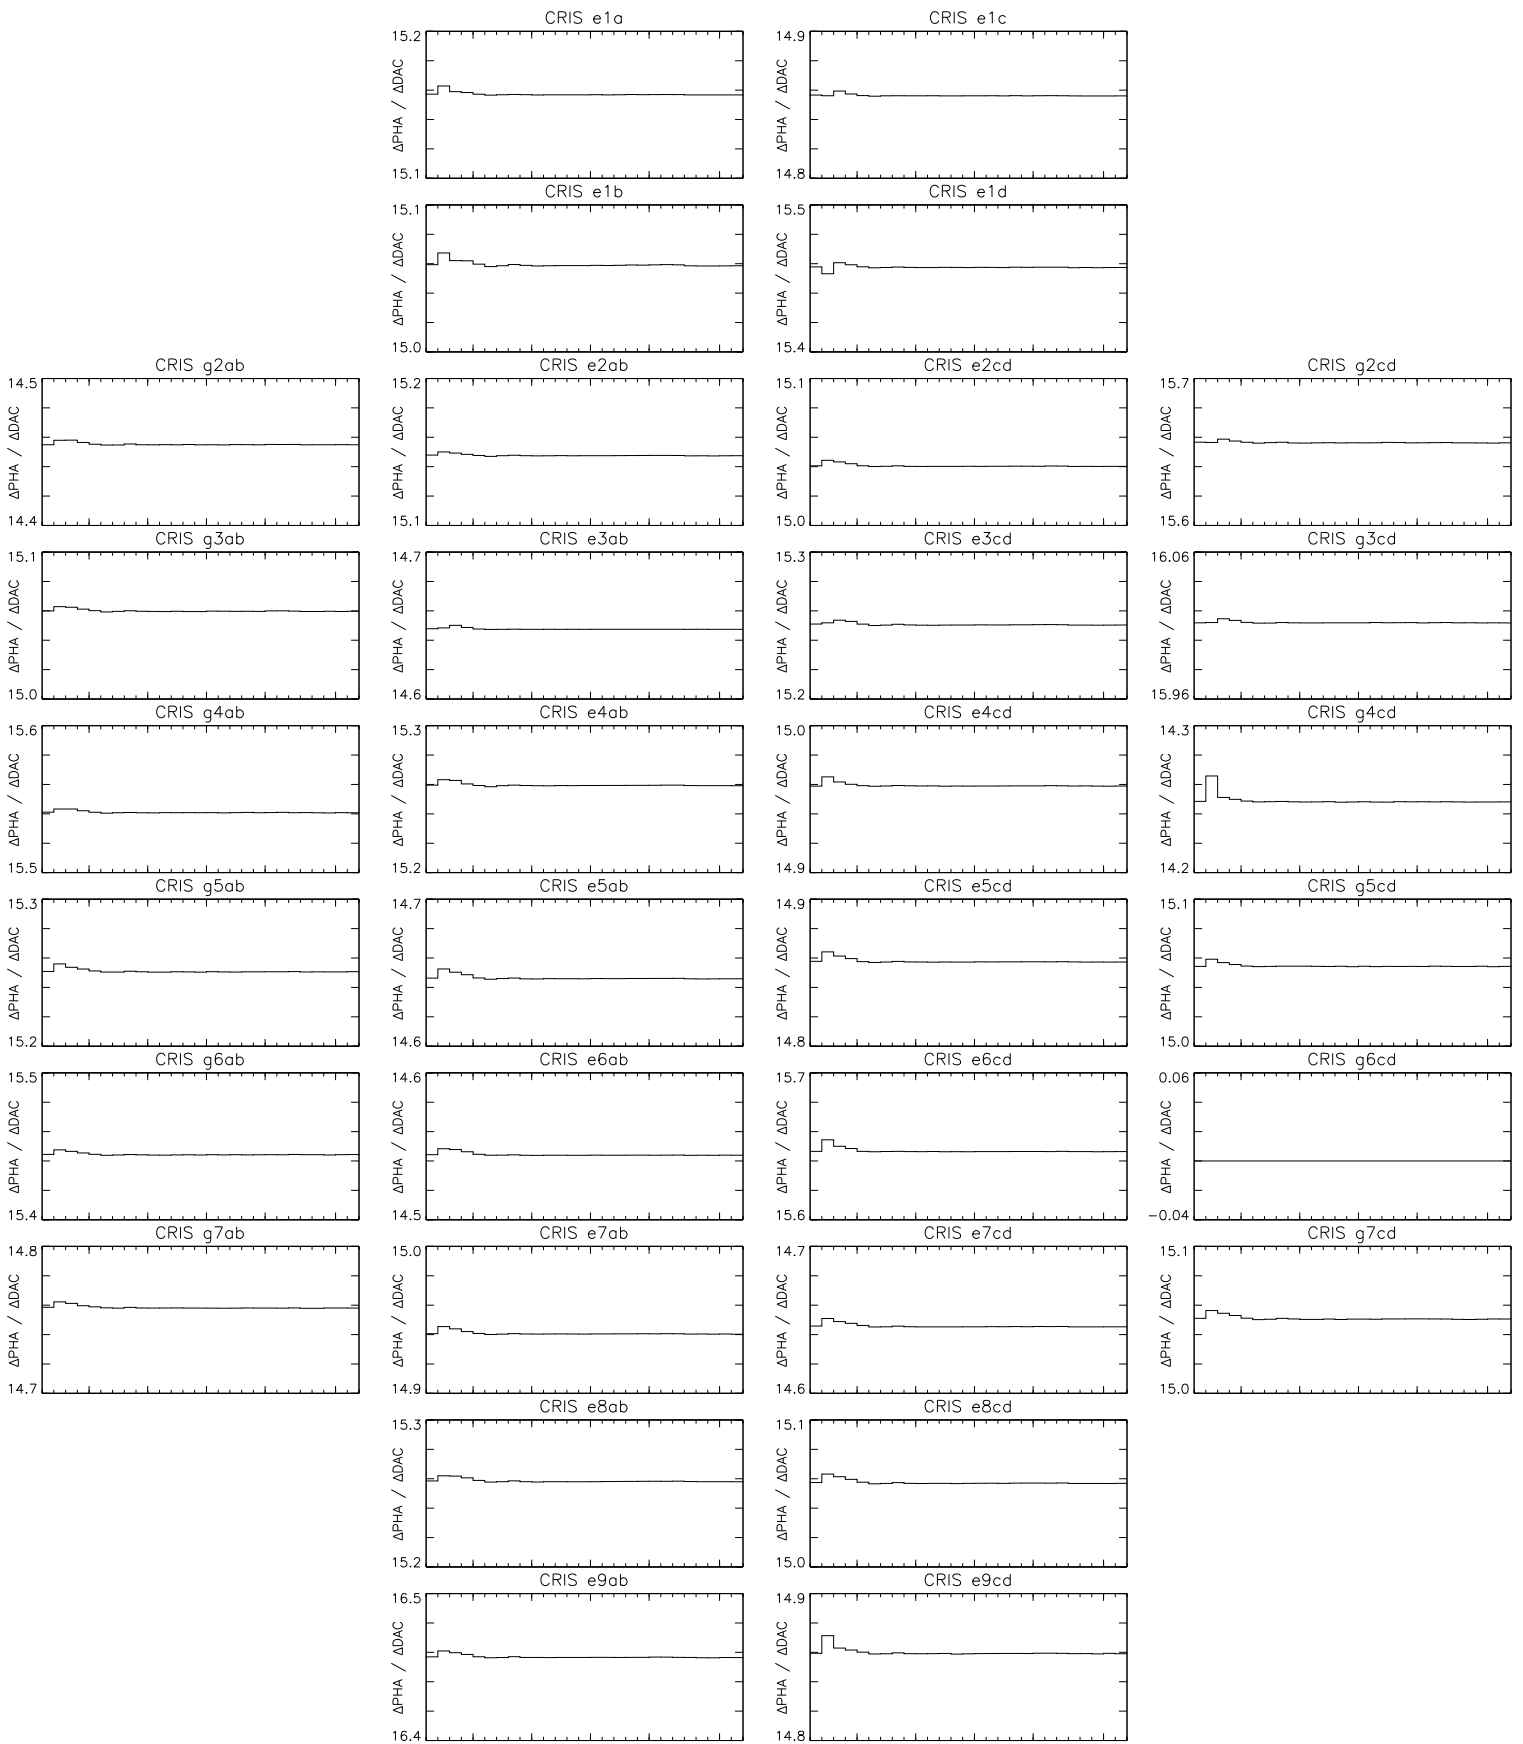 CRIS e1a
15.2
ΔPHA / ΔDAC
15.1
CRIS e1c
14.9
ΔPHA / ΔDAC
14.8
CRIS e1b
15.1
ΔPHA / ΔDAC
15.0
CRIS e1d
15.5
ΔPHA / ΔDAC
15.4
CRIS g2ab
14.5
ΔPHA / ΔDAC
14.4
CRIS e2ab
15.2
ΔPHA / ΔDAC
15.1
CRIS e2cd
15.1
ΔPHA / ΔDAC
15.0
CRIS g2cd
15.7
ΔPHA / ΔDAC
15.6
CRIS g3ab
15.1
ΔPHA / ΔDAC
15.0
CRIS e3ab
14.7
ΔPHA / ΔDAC
14.6
CRIS e3cd
15.3
ΔPHA / ΔDAC
15.2
CRIS g3cd
16.06
ΔPHA / ΔDAC
15.96
CRIS g4ab
15.6
ΔPHA / ΔDAC
15.5
CRIS e4ab
15.3
ΔPHA / ΔDAC
15.2
CRIS e4cd
15.0
ΔPHA / ΔDAC
14.9
CRIS g4cd
14.3
ΔPHA / ΔDAC
14.2
CRIS g5ab
15.3
ΔPHA / ΔDAC
15.2
CRIS e5ab
14.7
ΔPHA / ΔDAC
14.6
CRIS e5cd
14.9
ΔPHA / ΔDAC
14.8
CRIS g5cd
15.1
ΔPHA / ΔDAC
15.0
CRIS g6ab
15.5
ΔPHA / ΔDAC
15.4
CRIS e6ab
14.6
ΔPHA / ΔDAC
14.5
CRIS e6cd
15.7
ΔPHA / ΔDAC
15.6
CRIS g6cd
0.06
ΔPHA / ΔDAC
−0.04
CRIS g7ab
14.8
ΔPHA / ΔDAC
14.7
CRIS e7ab
15.0
ΔPHA / ΔDAC
14.9
CRIS e7cd
14.7
ΔPHA / ΔDAC
14.6
CRIS g7cd
15.1
ΔPHA / ΔDAC
15.0
CRIS e8ab
15.3
ΔPHA / ΔDAC
15.2
CRIS e8cd
15.1
ΔPHA / ΔDAC
15.0
CRIS e9ab
16.5
ΔPHA / ΔDAC
16.4
CRIS e9cd
14.9
ΔPHA / ΔDAC
14.8